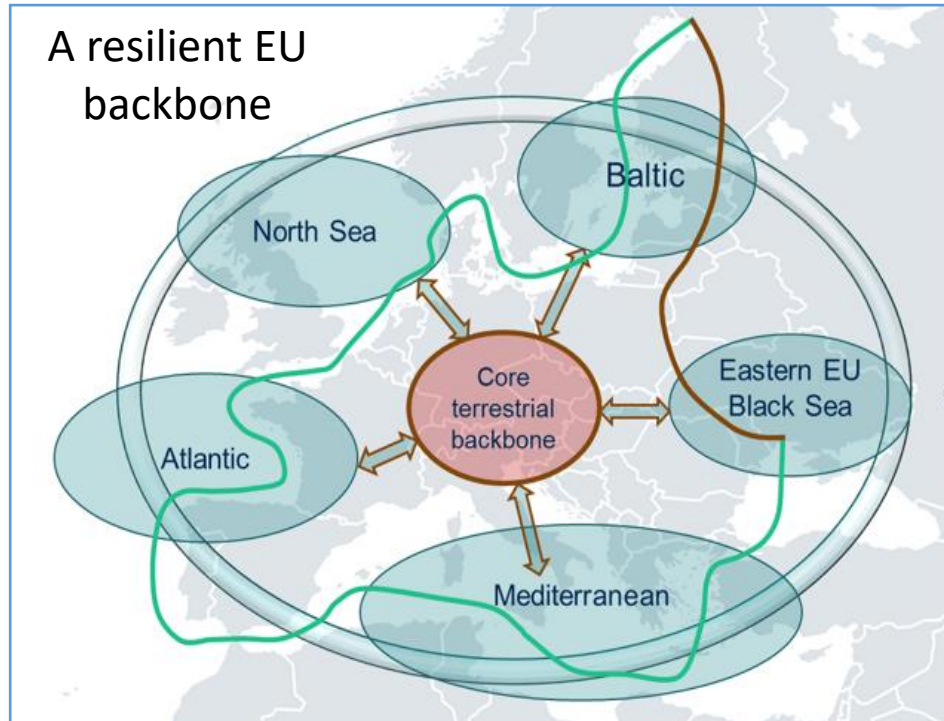 A resilient EU
backbone
Baltic
North Sea
Core
terrestrial
backbone
Eastern EU
Black Sea
Atlantic
Mediterranean